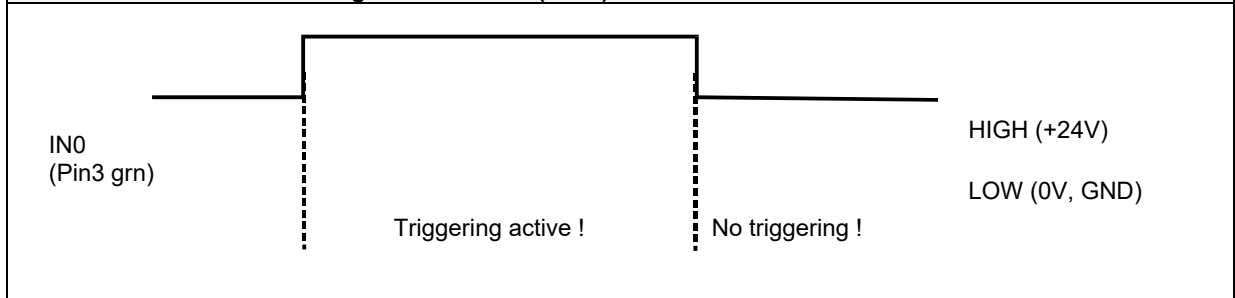 IN0
(Pin3 grn)
HIGH (+24V)
LOW (0V, GND)
Triggering active !
No triggering !